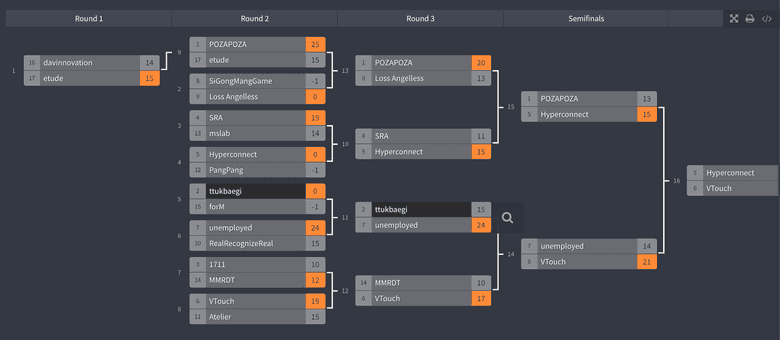 Round 1 Round 2 Round 3 Semifinals
1
16 davinnovation 14
17 etude 15
9
1 POZAPOZA 25
17 etude 15
2
8 SiGongMangGame -1
9 Loss Angelless 0
3
4 SRA 19
13 mslab 14
4
5 Hyperconnect 0
12 PangPang -1
5
2 ttukbaegi 0
15 forM -1
6
7 unemployed 24
10 RealRecognizeReal 15
7
3 1711 10
14 MMRDT 12
8
6 VTouch 19
11 Atelier 15
13
1 POZAPOZA 20
9 Loss Angelless 13
10
4 SRA 11
5 Hyperconnect 15
11
2 ttukbaegi 15
7 unemployed 24
12
14 MMRDT 10
6 VTouch 17
15
1 POZAPOZA 13
5 Hyperconnect 15
14
7 unemployed 14
6 VTouch 21
16
5 Hyperconnect
6 VTouch